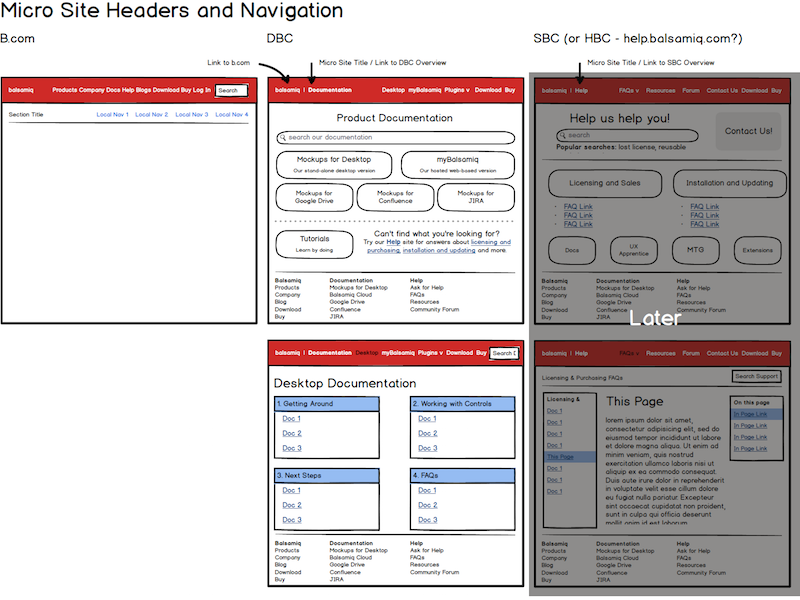 Micro Site Headers and Navigation
B.com
DBC
SBC (or HBC - help.balsamiq.com?)
Link to b.com
Micro Site Title / Link to DBC Overview
Micro Site Title / Link to SBC Overview
balsamiq Products Company Docs Help Blogs Download Buy Log In Search
Section Title Local Nav 1 Local Nav 2 Local Nav 3 Local Nav 4
balsamiq | Documentation Desktop myBalsamiq Plugins v Download Buy
Product Documentation
search our documentation
Mockups for Desktop
Our stand-alone desktop version
myBalsamiq
Our hosted web-based version
Mockups for
Google Drive
Mockups for
Confluence
Mockups for
JIRA
Tutorials
Learn by doing
Can't find what you're looking for?
Try our Help site for answers about licensing and
purchasing, installation and updating and more.
Balsamiq Documentation Help
Products Mockups for Desktop Ask for Help
Company Balsamiq Cloud FAQs
Blog Google Drive Resources
Download Confluence Community Forum
Buy JIRA
balsamiq | Help FAQs v Resources Forum Contact Us Download Buy
Help us help you!
search
Popular searches: lost license, reusable
Contact Us!
Licensing and Sales
Installation and Updating
FAQ Link
FAQ Link
FAQ Link
FAQ Link
FAQ Link
FAQ Link
Docs
UX
Apprentice
MTG
Extensions
Balsamiq Documentation Help
Products Mockups for Desktop Ask for Help
Company Balsamiq Cloud FAQs
Blog Google Drive Resources
Download Confluence Community Forum
Buy JIRA
Later
balsamiq | Documentation Desktop myBalsamiq Plugins v Download Buy Search D
Desktop Documentation
1. Getting Around
Doc 1
Doc 2
Doc 3
2. Working with Controls
Doc 1
Doc 2
Doc 3
3. Next Steps
Doc 1
Doc 2
Doc 3
4. FAQs
Doc 1
Doc 2
Doc 3
Balsamiq Documentation Help
Products Mockups for Desktop Ask for Help
Company Balsamiq Cloud FAQs
Blog Google Drive Resources
Download Confluence Community Forum
Buy JIRA
balsamiq | Help FAQs v Resources Forum Contact Us Download Buy
Licensing & Purchasing FAQs Search Support
Licensing &
Doc 1
Doc 1
Doc 1
Doc 1
This Page
Doc 1
Doc 1
Doc 1
This Page
lorem ipsum dolor sit amet,
consectetur adipisicing elit, sed do
eiusmod tempor incididunt ut labore
et dolore magna aliqua. Ut enim ad
minim veniam, quis nostrud
exercitation ullamco laboris nisi ut
aliquip ex ea commodo consequat.
Duis aute irure dolor in reprehenderit
in voluptate velit esse cillum dolore
eu fugiat nulla pariatur. Excepteur
sint occaecat cupidatat non proident,
sunt in culpa qui officia deserunt
mollit anim id est laborum
On this page
In Page Link
In Page Link
In Page Link
In Page Link
Balsamiq Documentation Help
Products Mockups for Desktop Ask for Help
Company Balsamiq Cloud FAQs
Blog Google Drive Resources
Download Confluence Community Forum
Buy JIRA